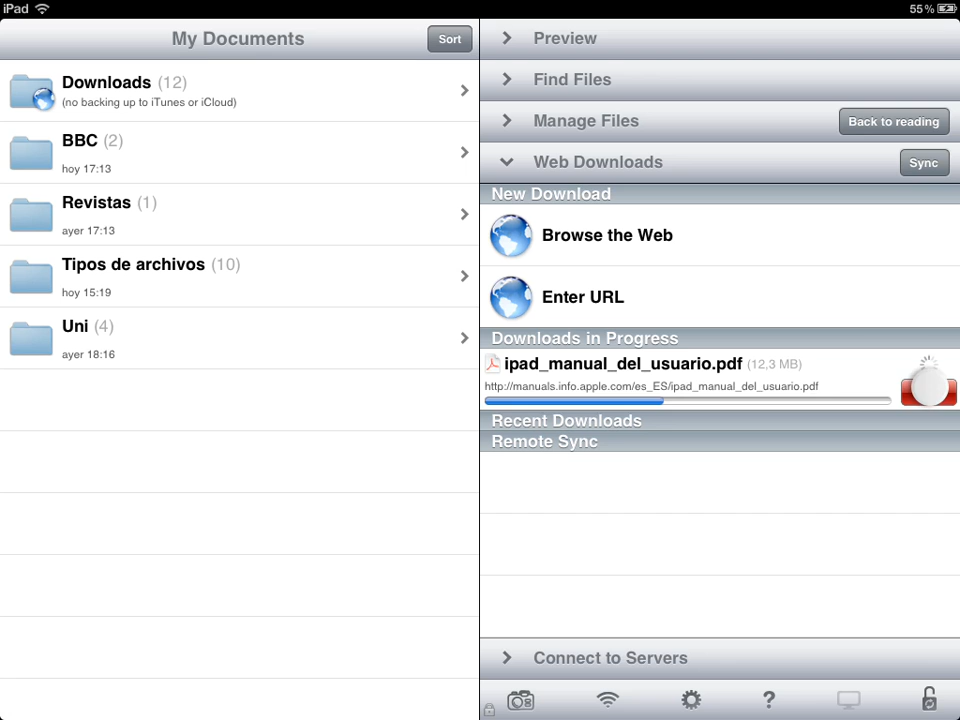 iPad
55 %
My Documents
Sort
Downloads (12)
(no backing up to iTunes or iCloud)
BBC (2)
hoy 17:13
Revistas (1)
ayer 17:13
Tipos de archivos (10)
hoy 15:19
Uni (4)
ayer 18:16
Preview
Find Files
Manage Files
Back to reading
Web Downloads
Sync
New Download
Browse the Web
Enter URL
Downloads in Progress
ipad_manual_del_usuario.pdf (12,3 MB)
http://manuals.info.apple.com/es_ES/ipad_manual_del_usuario.pdf
Recent Downloads
Remote Sync
Connect to Servers
?